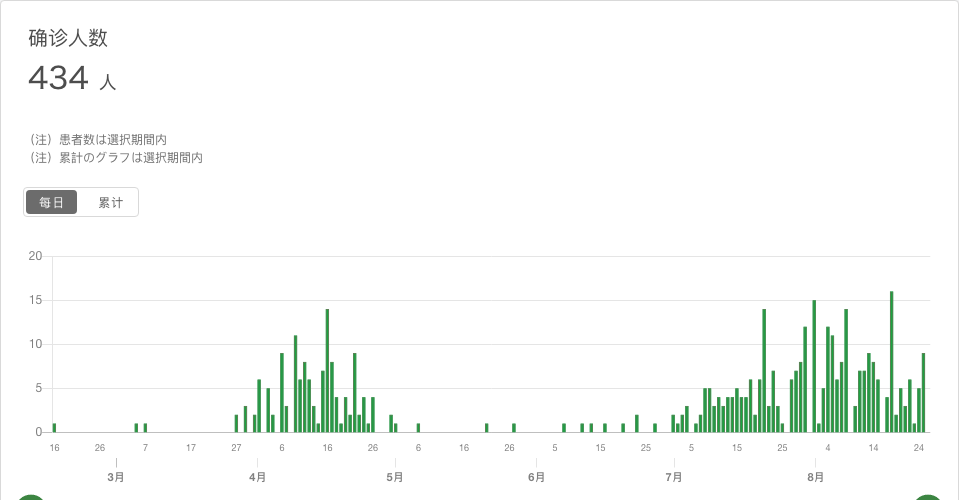 确诊人数
434 人
（注）患者数は選択期間内
（注）累計のグラフは選択期間内
每日 累计
20
15
10
5
0
16 26 7 17 27 6 16 26 6 16 26 5 15 25 5 15 25 4 14 24
3月 4月 5月 6月 7月 8月